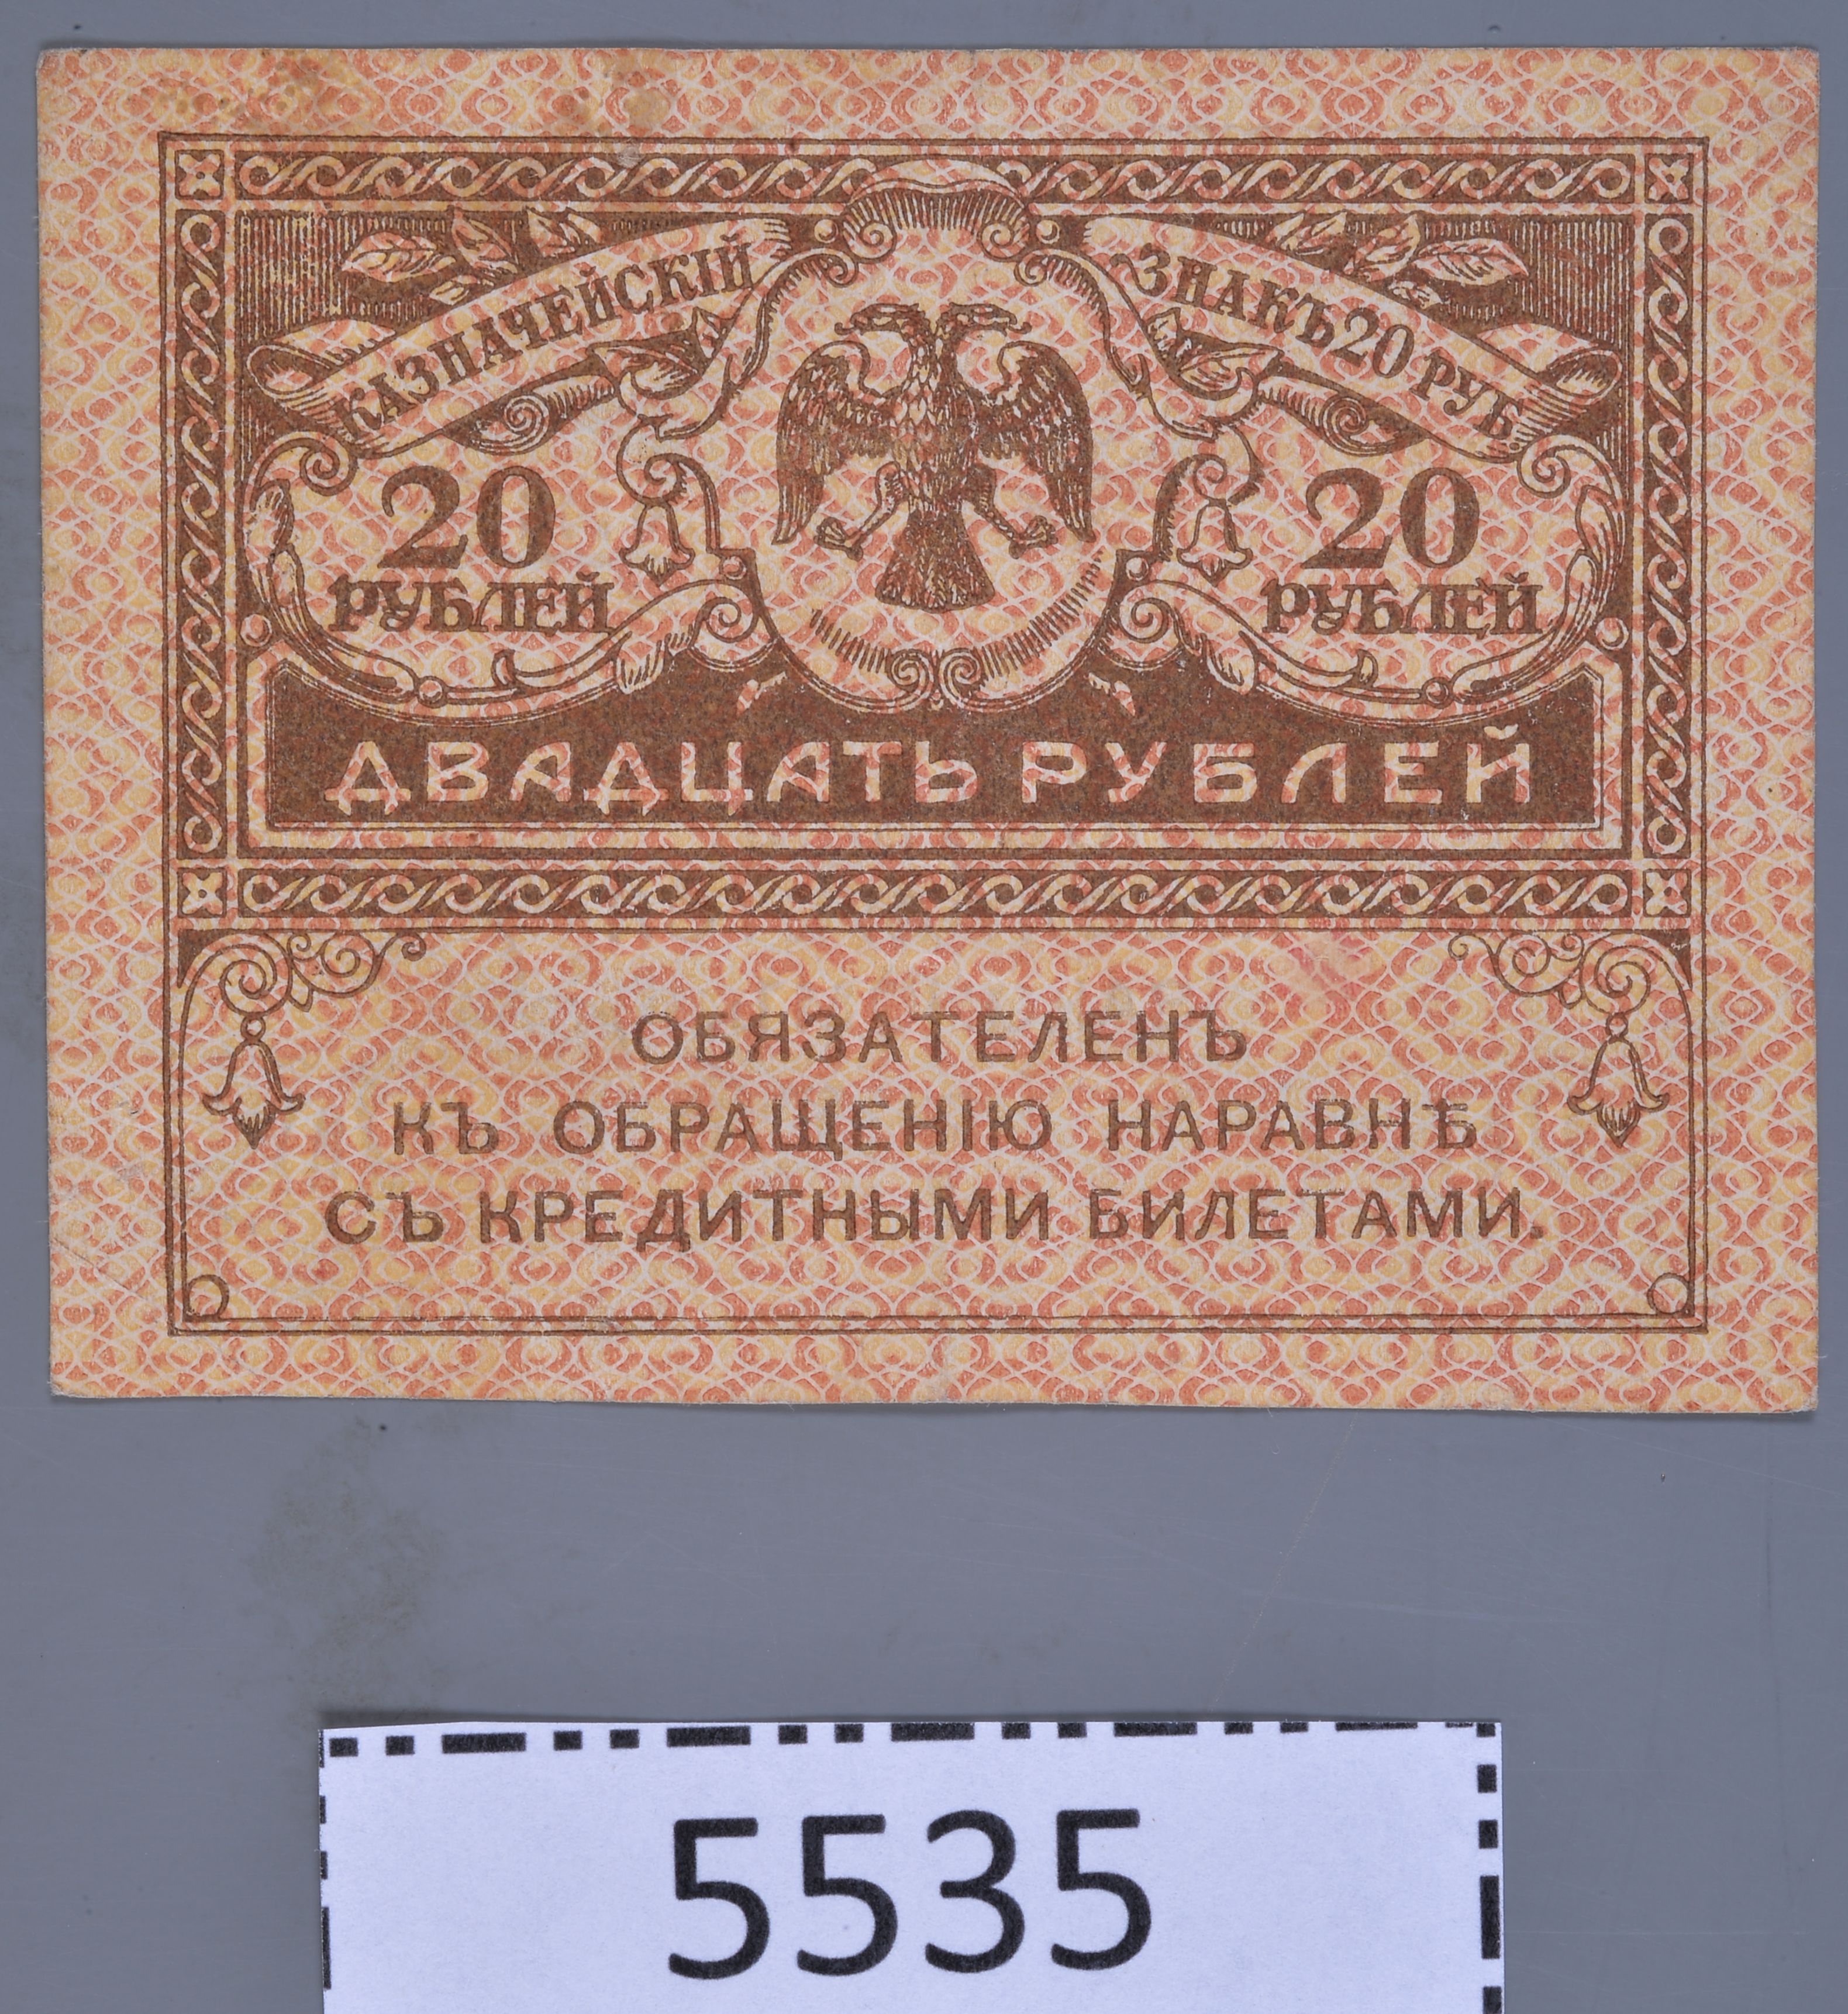 КАЗНАЧЕЙСКІЙ ЗНАКЪ 20 РУБ
20 20
РУБЛЕЙ РУБЛЕЙ
ДВАДЦАТЬ РУБЛЕЙ
ОБЯЗАТЕЛЕНЪ
КЪ ОБРАЩЕНІЮ НАРАВНѢ
СЪ КРЕДИТНЫМИ БИЛЕТАМИ.
5535